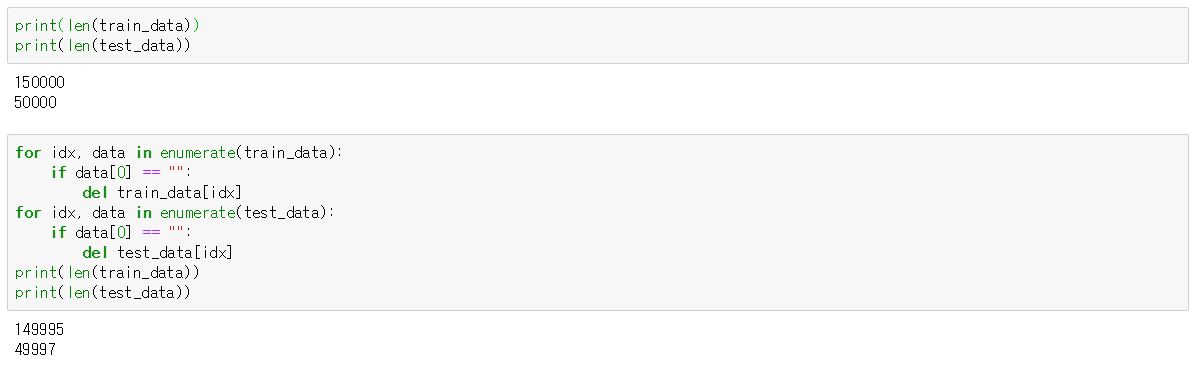 print(len(train_data))
print(len(test_data))
150000
50000
for idx, data in enumerate(train_data):
    if data[0] == "":
        del train_data[idx]
for idx, data in enumerate(test_data):
    if data[0] == "":
        del test_data[idx]
print(len(train_data))
print(len(test_data))
149995
49997